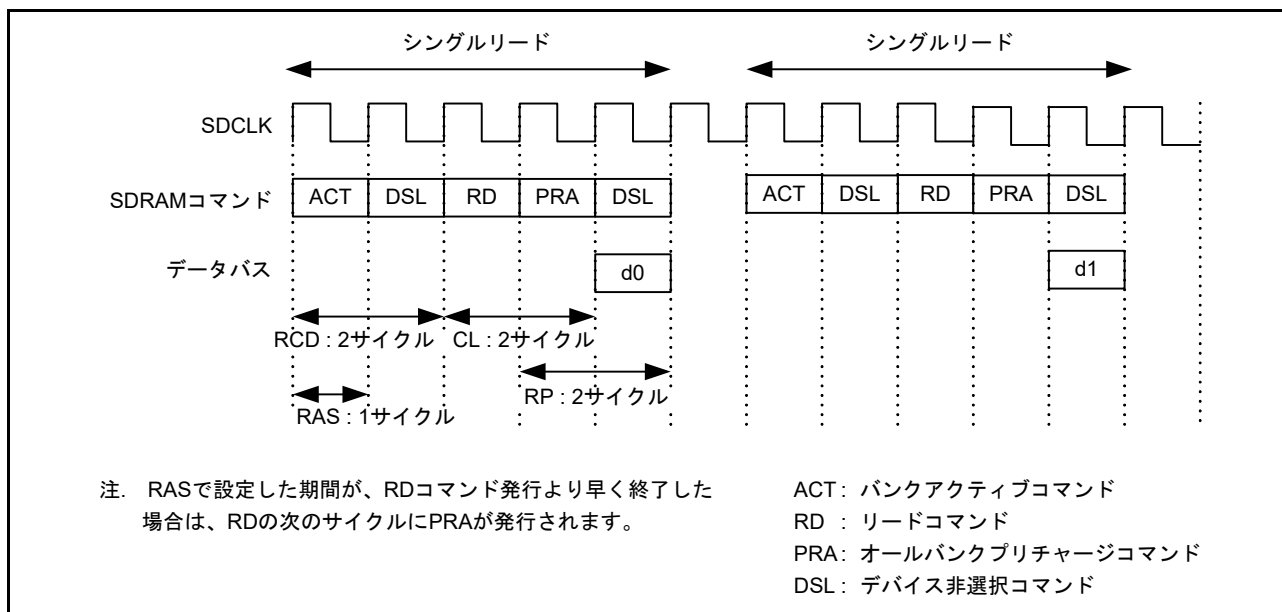 シングルリード シングルリード
SDCLK
SDRAMコマンド ACT DSL RD PRA DSL ACT DSL RD PRA DSL
データバス d0 d1
RCD : 2サイクル CL : 2サイクル
RP : 2サイクル
RAS : 1サイクル
注. RASで設定した期間が、RDコマンド発行より早く終了した
場合は、RDの次のサイクルにPRAが発行されます。
ACT : バンクアクティブコマンド
RD : リードコマンド
PRA : オールバンクプリチャージコマンド
DSL : デバイス非選択コマンド